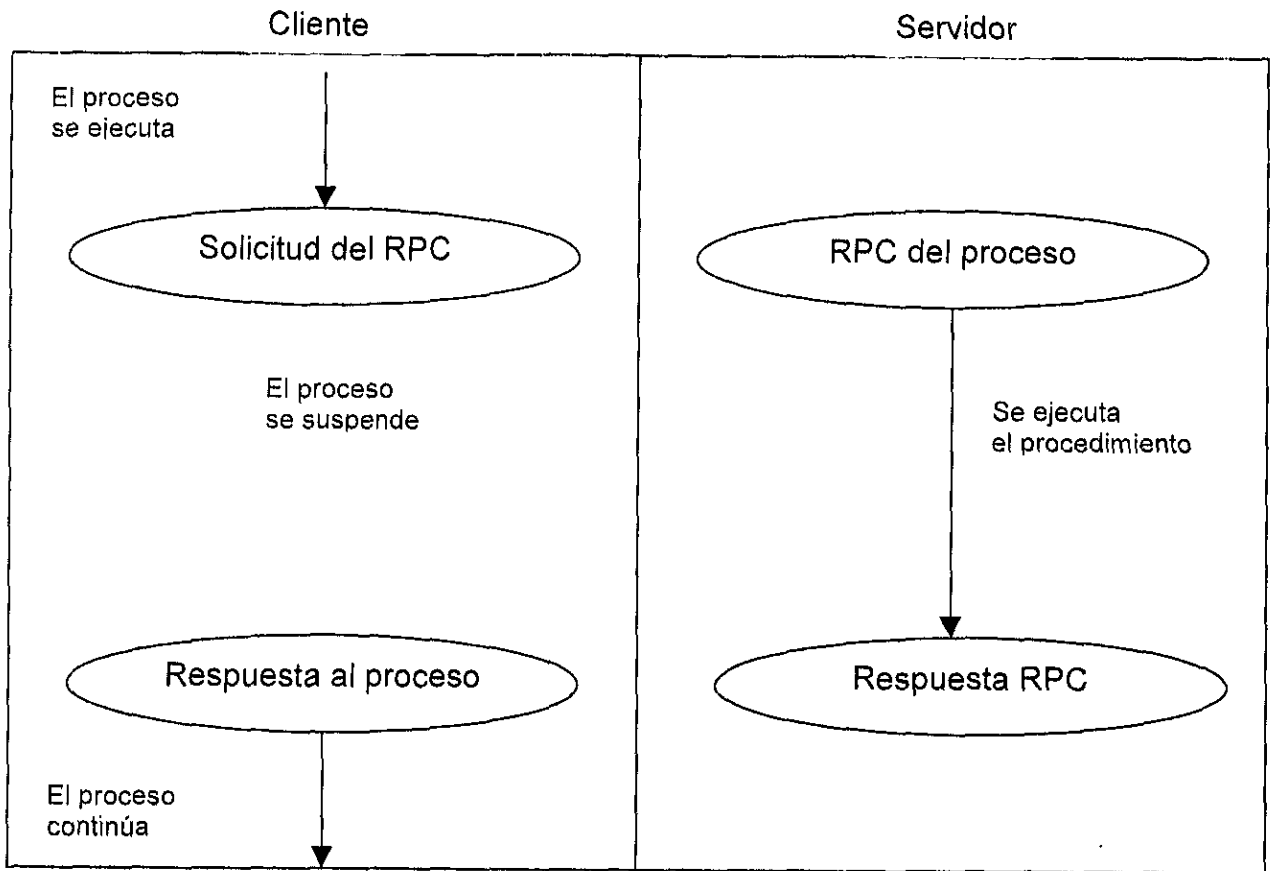 Cliente
Servidor
El proceso
se ejecuta
Solicitud del RPC
RPC del proceso
El proceso
se suspende
Se ejecuta
el procedimiento
Respuesta al proceso
Respuesta RPC
El proceso
continúa